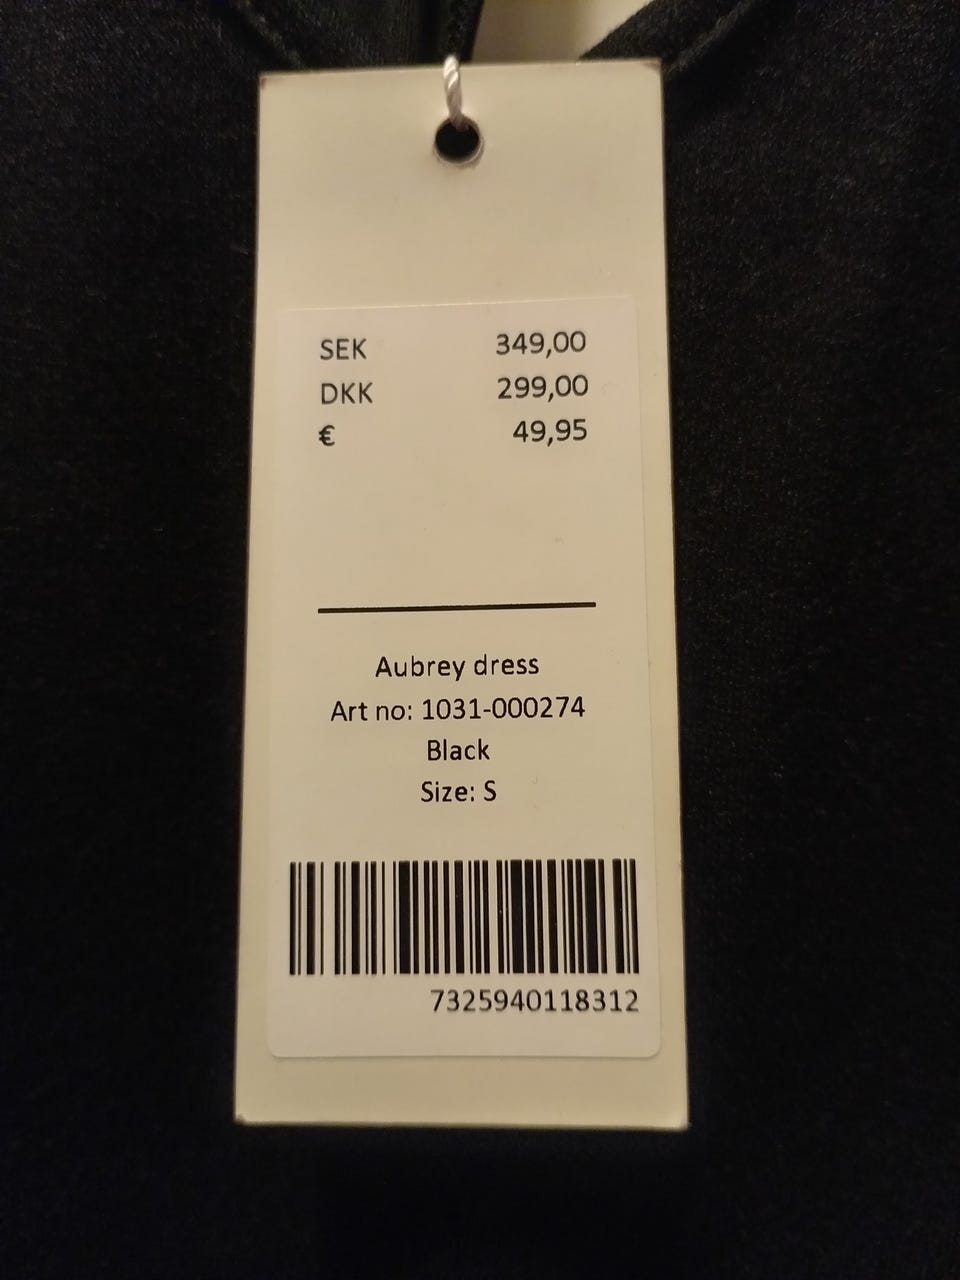 SEK 349,00
DKK 299,00
€ 49,95
Aubrey dress
Art no: 1031-000274
Black
Size: S
7325940118312